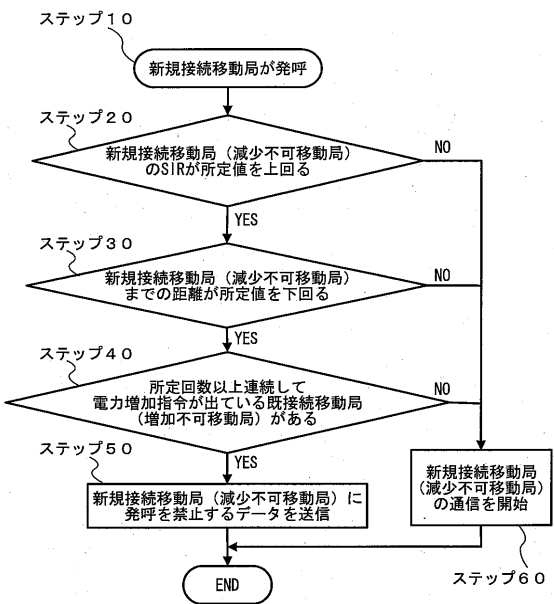 ステップ１０
新規接続移動局が発呼
ステップ２０
新規接続移動局（減少不可移動局）
のSIRが所定値を上回る
NO
YES
ステップ３０
新規接続移動局（減少不可移動局）
までの距離が所定値を下回る
NO
YES
ステップ４０
所定回数以上連続して
電力増加指令が出ている既接続移動局
（増加不可移動局）がある
NO
YES
ステップ５０
新規接続移動局（減少不可移動局）に
発呼を禁止するデータを送信
新規接続移動局
（減少不可移動局）
の通信を開始
ステップ６０
END